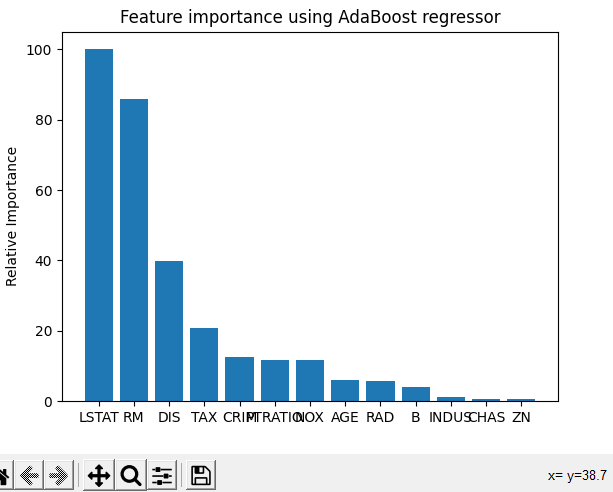 Feature importance using AdaBoost regressor
Relative Importance
100
80
60
40
20
0
LSTAT RM DIS TAX CRIM PTRATIO NOX AGE RAD B INDUS CHAS ZN
x= y=38.7